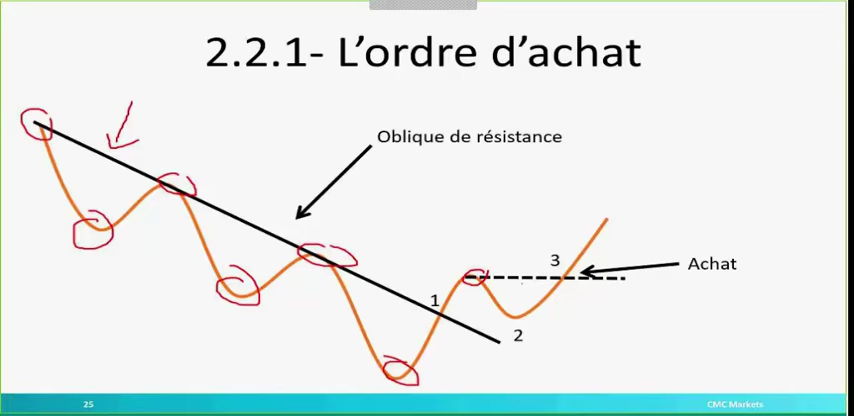 2.2.1- L’ordre d’achat
Oblique de résistance
3
Achat
1
2
25
CMC Markets